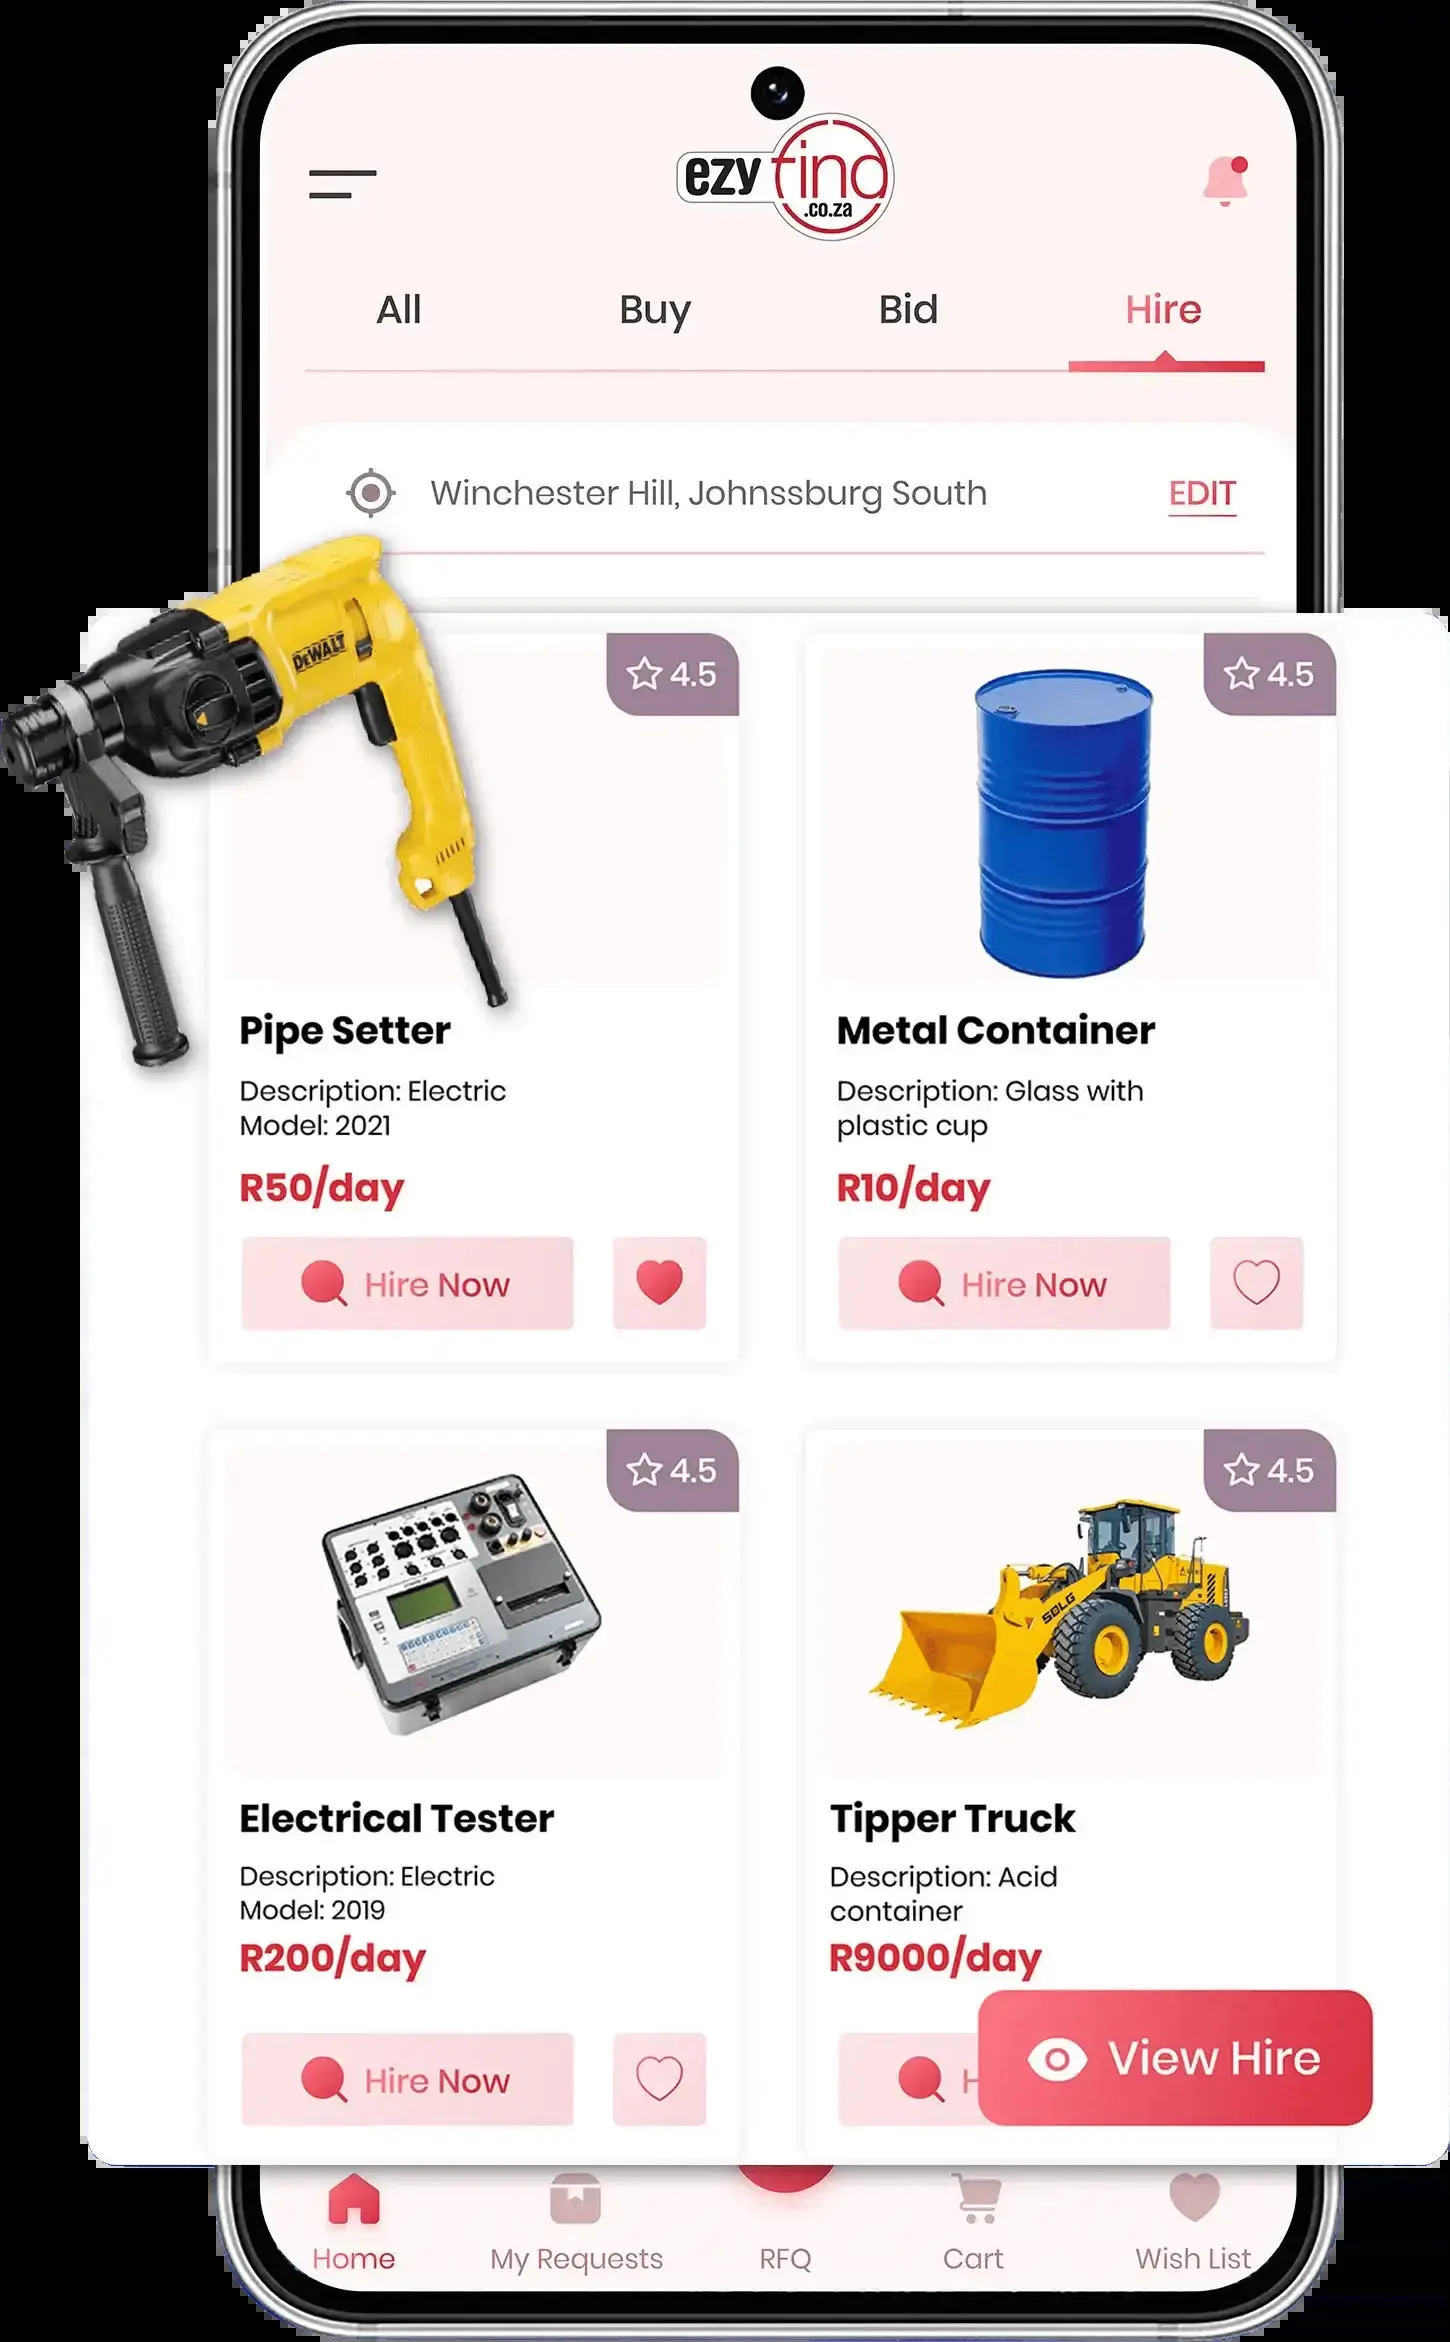 ezy find
.co.za
All
Buy
Bid
Hire
Winchester Hill, Johnssburg South
EDIT
DEWALT
4.5
4.5
Pipe Setter
Description: Electric
Model: 2021
R50/day
Hire Now
Metal Container
Description: Glass with
plastic cup
R10/day
Hire Now
4.5
4.5
SDLG
Electrical Tester
Description: Electric
Model: 2019
R200/day
Hire Now
Tipper Truck
Description: Acid
container
R9000/day
H
View Hire
Home
My Requests
RFQ
Cart
Wish List